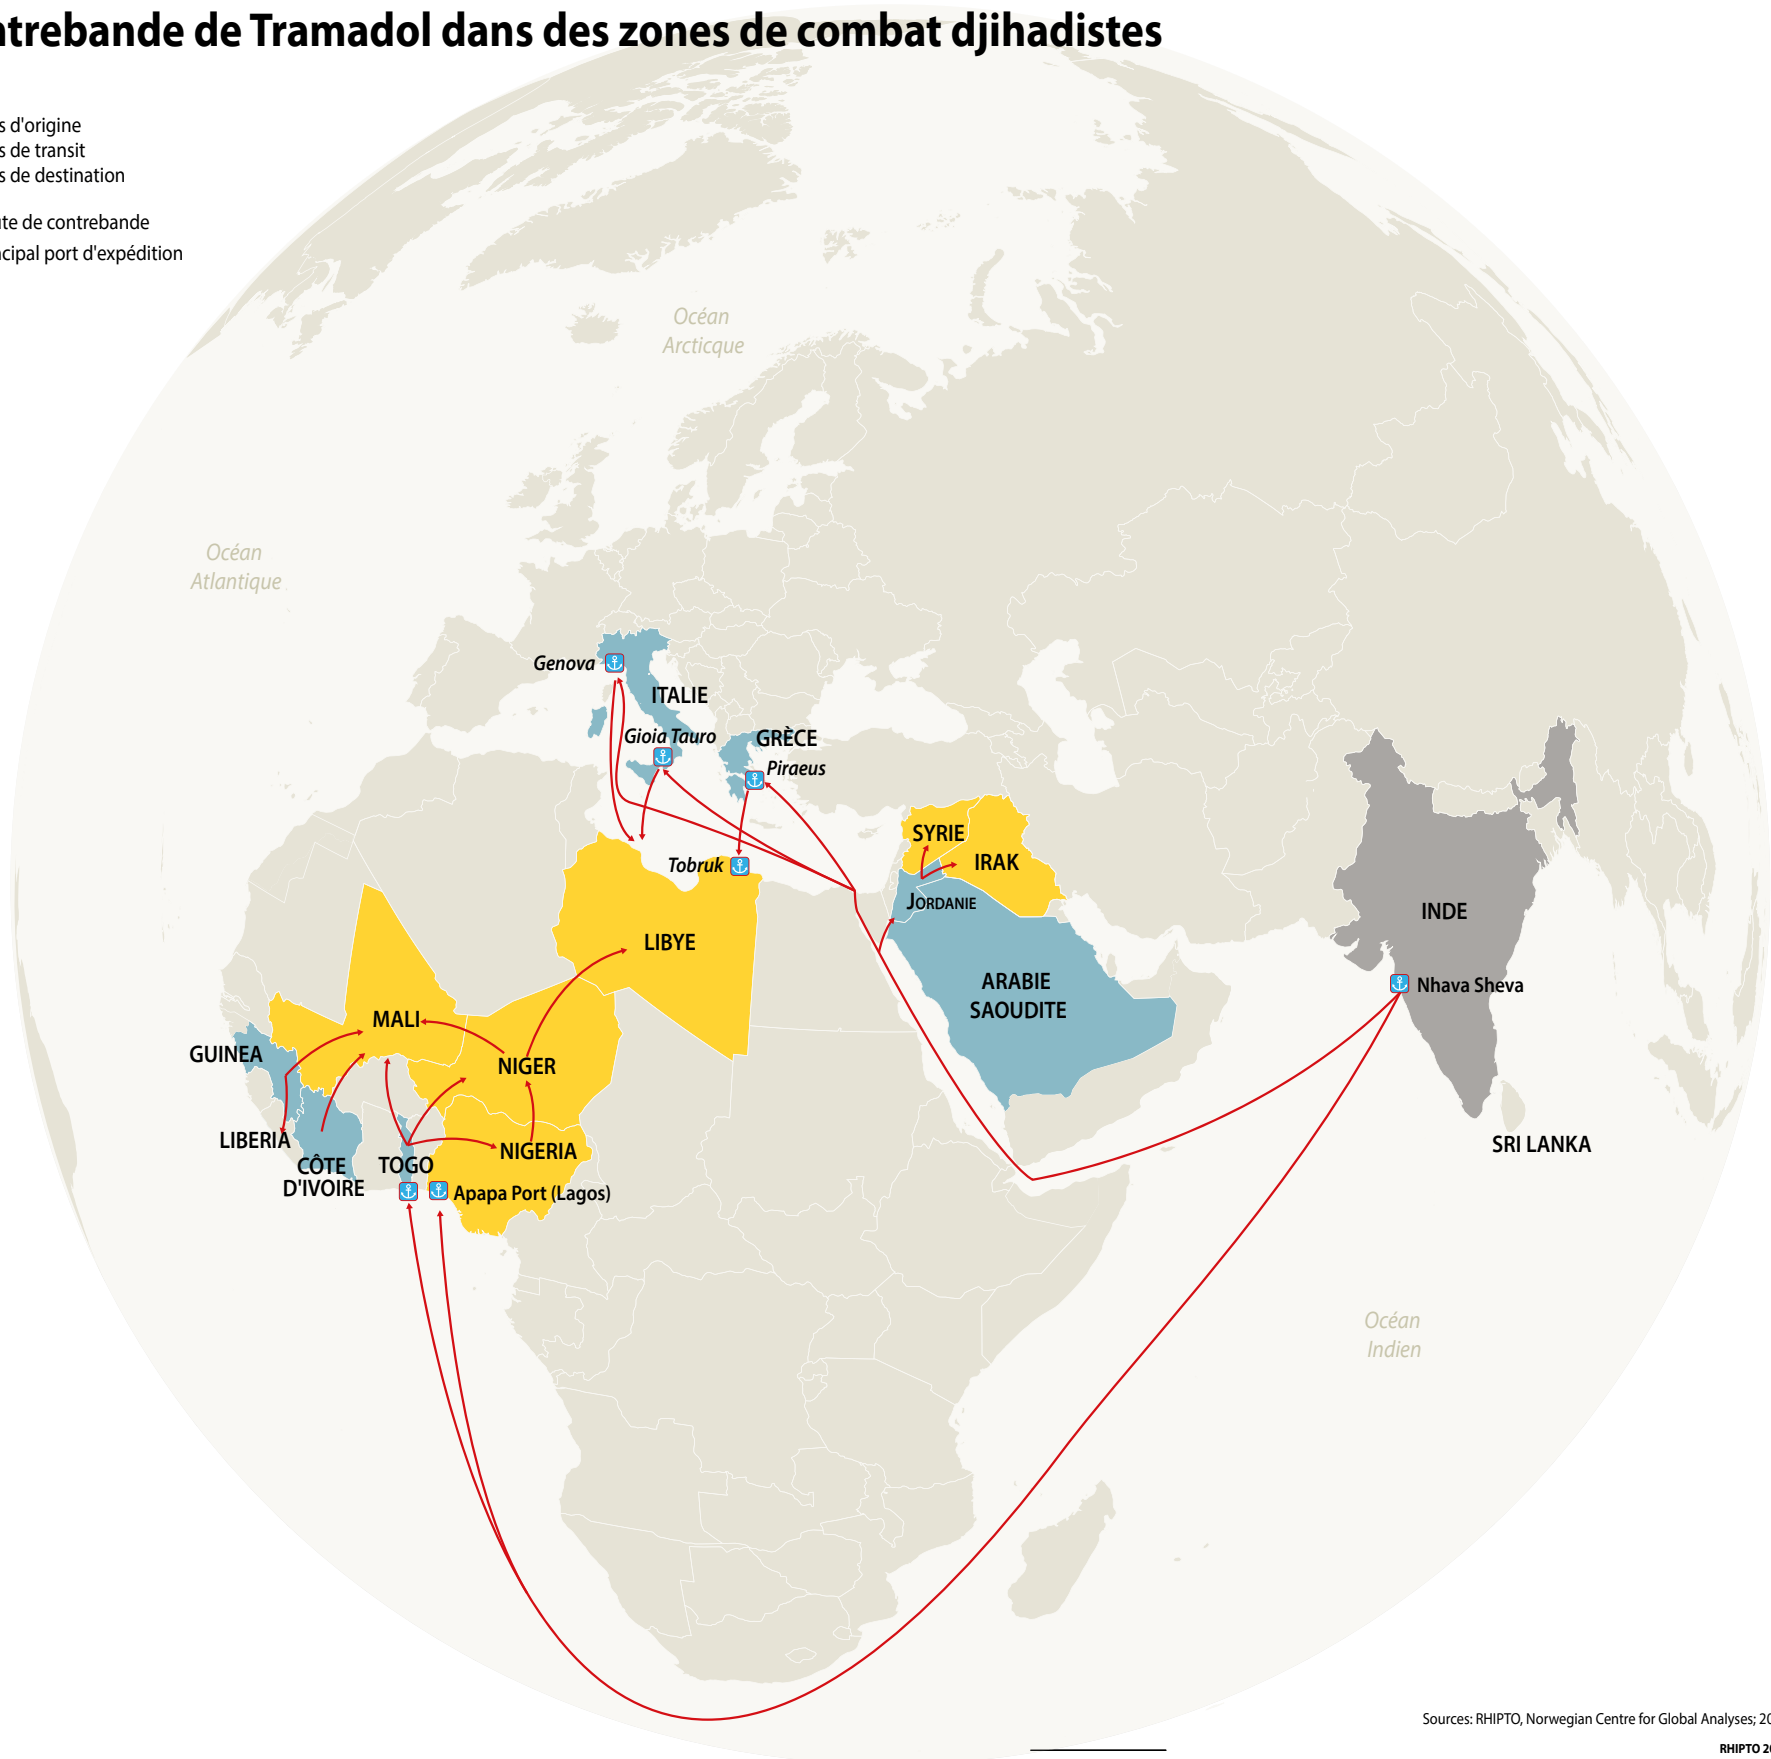 ntrebande de Tramadol dans des zones de combat djihadistes
s d'origine
s de transit
s de destination
te de contrebande
cipal port d'expédition
Océan
Arcticque
Océan
Atlantique
Genova
ITALIE
Gioia Tauro
GRÈCE
Piraeus
Tobruk
SYRIE
IRAK
JORDANIE
LIBYE
ARABIE
SAOUDITE
INDE
Nhava Sheva
MALI
GUINEA
NIGER
LIBERIA
CÔTE
D'IVOIRE
TOGO
NIGERIA
Apapa Port (Lagos)
SRI LANKA
Océan
Indien
Sources: RHIPTO, Norwegian Centre for Global Analyses; 20
RHIPTO 20